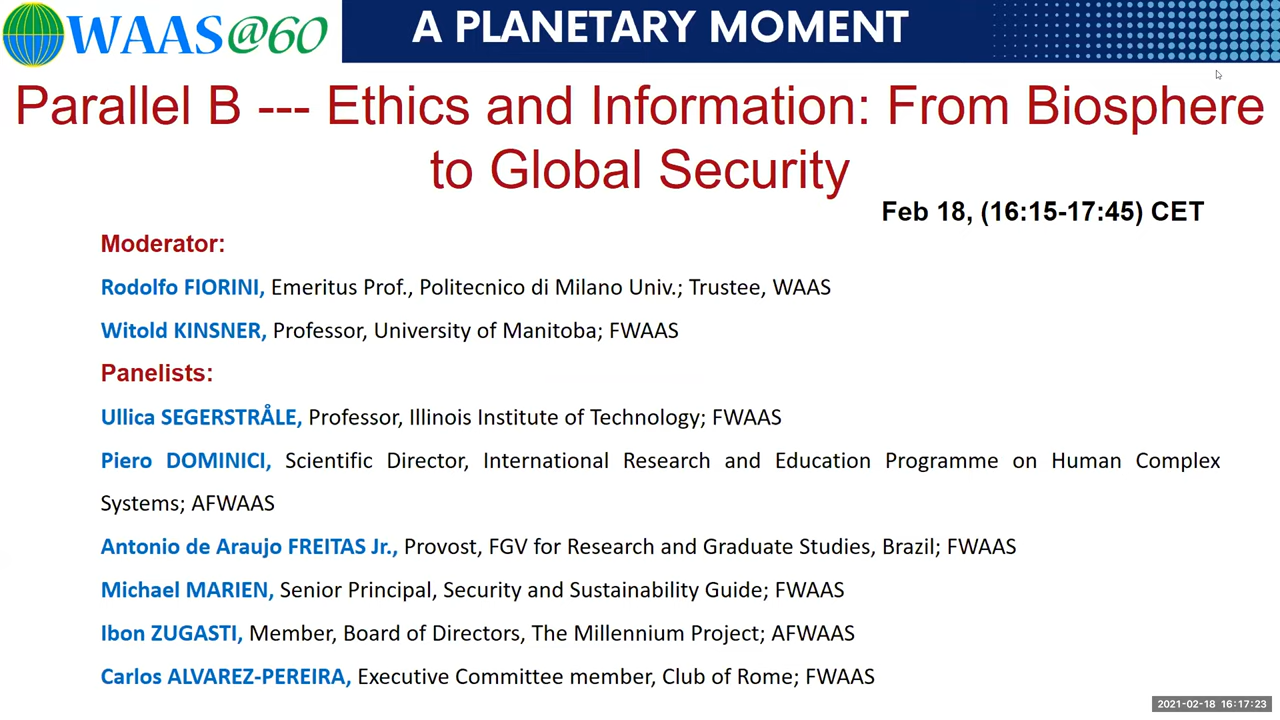 WAAS@60
A PLANETARY MOMENT
Parallel B --- Ethics and Information: From Biosphere
to Global Security
Feb 18, (16:15-17:45) CET
Moderator:
Rodolfo FIORINI, Emeritus Prof., Politecnico di Milano Univ.; Trustee, WAAS
Witold KINSNER, Professor, University of Manitoba; FWAAS
Panelists:
Ullica SEGERSTRÅLE, Professor, Illinois Institute of Technology; FWAAS
Piero DOMINICI, Scientific Director, International Research and Education Programme on Human Complex
Systems; AFWAAS
Antonio de Araujo FREITAS Jr., Provost, FGV for Research and Graduate Studies, Brazil; FWAAS
Michael MARIEN, Senior Principal, Security and Sustainability Guide; FWAAS
Ibon ZUGASTI, Member, Board of Directors, The Millennium Project; AFWAAS
Carlos ALVAREZ-PEREIRA, Executive Committee member, Club of Rome; FWAAS
2021-02-18 16:17:23